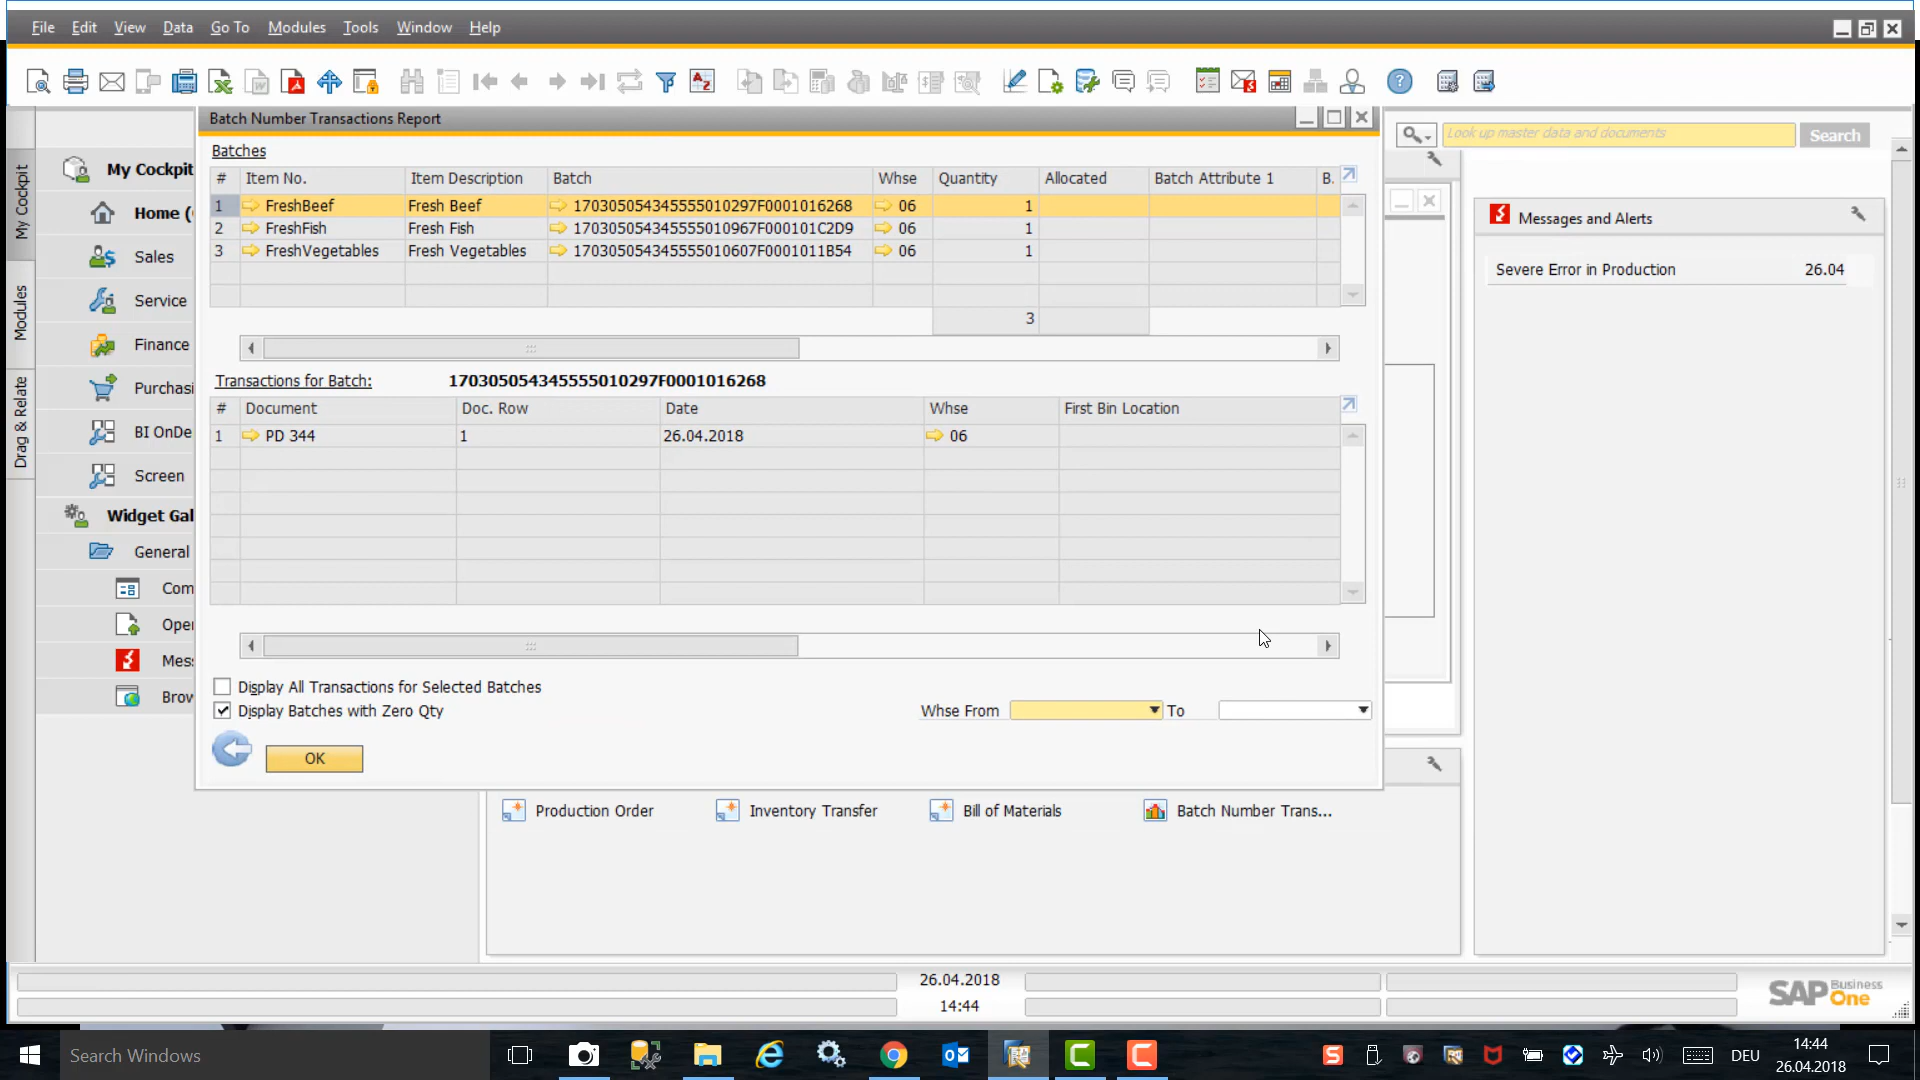 File Edit View Data Go To Modules Tools Window Help
Batch Number Transactions Report
Look up master data and documents Search
My Cockpit
Modules
Drag & Relate
My Cockpit
Home (
Sales
Service
Finance
Purchasi
BI OnDe
Screen
Widget Gal
General
Com
Oper
Mes
Brow
Batches
# Item No. Item Description Batch Whse Quantity Allocated Batch Attribute 1 B.
1 FreshBeef Fresh Beef 170305054345555010297F0001016268 06 1
2 FreshFish Fresh Fish 170305054345555010967F000101C2D9 06 1
3 FreshVegetables Fresh Vegetables 170305054345555010607F0001011B54 06 1
3
Transactions for Batch: 170305054345555010297F0001016268
# Document Doc. Row Date Whse First Bin Location
1 PD 344 1 26.04.2018 06
Display All Transactions for Selected Batches
Display Batches with Zero Qty Whse From To
OK
Messages and Alerts
Severe Error in Production 26.04
Production Order Inventory Transfer Bill of Materials Batch Number Trans...
26.04.2018
14:44
SAP Business One
Search Windows
DEU
14:44
26.04.2018